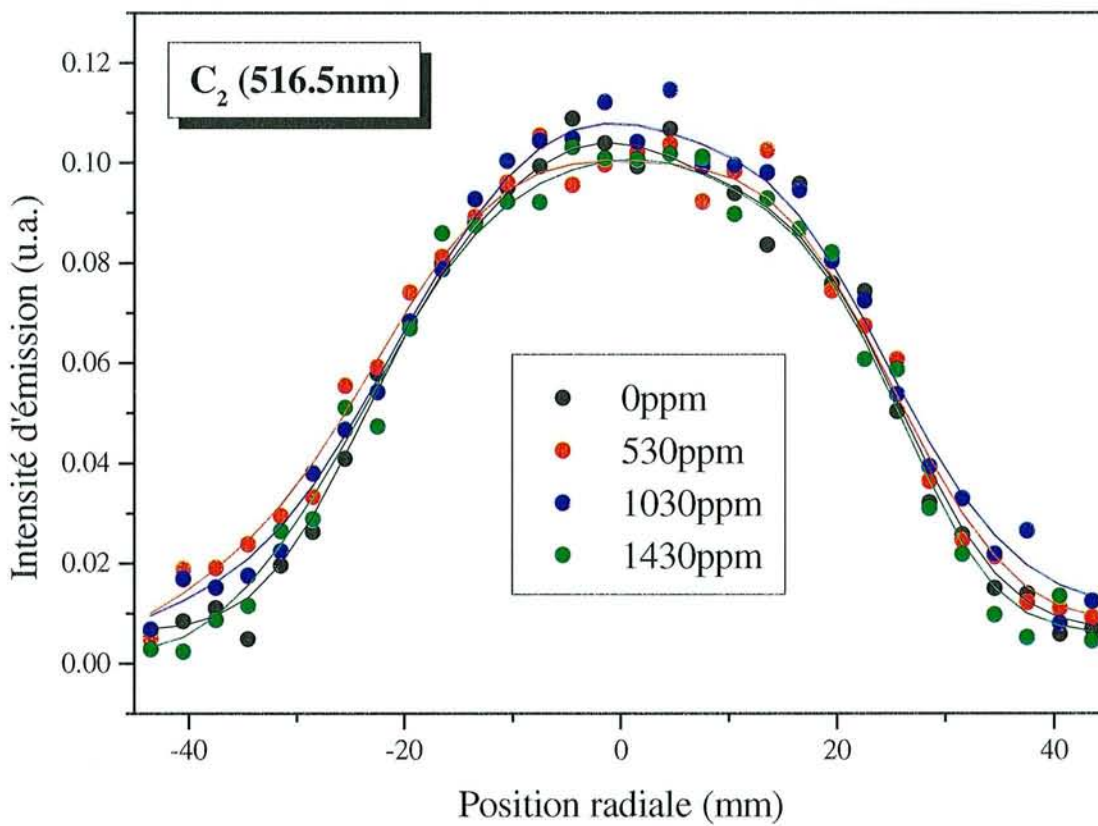 C₂ (516.5nm)
0.12
0.10
0.08
0.06
0.04
0.02
0.00
Intensité d'émission (u.a.)
0ppm
530ppm
1030ppm
1430ppm
-40 -20 0 20 40
Position radiale (mm)